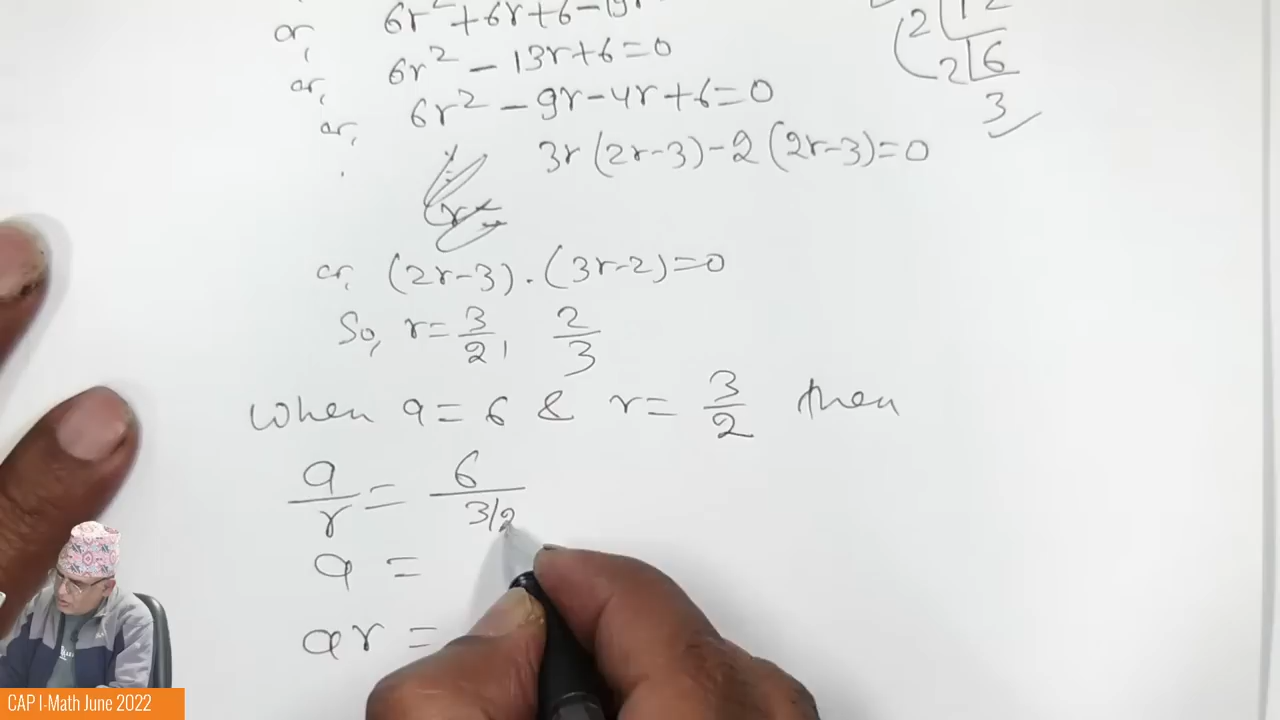 or, 6r² + 6r + 6 - 19r
or, 6r² - 13r + 6 = 0
or, 6r² - 9r - 4r + 6 = 0
3r(2r-3) - 2(2r-3) = 0
or, (2r-3).(3r-2) = 0
So, r = 3/2, 2/3
When a = 6 & r = 3/2 then
a/r = 6/(3/2)
a =
ar =
2 12
2 6
3
CAP I-Math June 2022